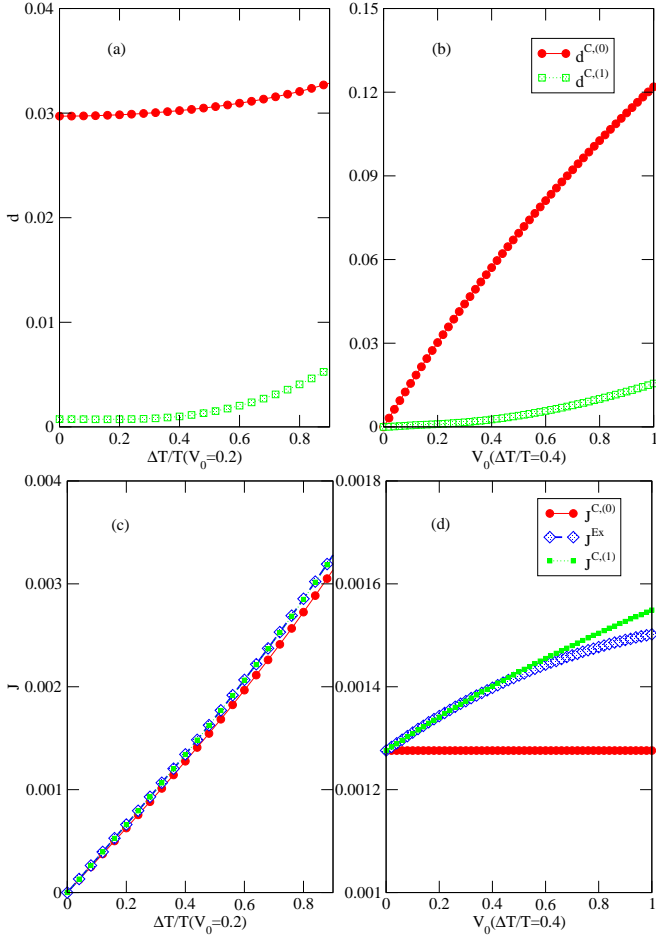 (a)
0.04
0.03
0.02
0.01
0
d
0 0.2 0.4 0.6 0.8
ΔT/T(V_0=0.2)
(b)
d^{C,(0)}
d^{C,(1)}
0.15
0.12
0.09
0.06
0.03
0
0 0.2 0.4 0.6 0.8 1
V_0(ΔT/T=0.4)
(c)
0.004
0.003
0.002
0.001
0
J
0 0.2 0.4 0.6 0.8
ΔT/T(V_0=0.2)
(d)
J^{C,(0)}
J^{Ex}
J^{C,(1)}
0.0018
0.0016
0.0014
0.0012
0.001
0 0.2 0.4 0.6 0.8 1
V_0(ΔT/T=0.4)